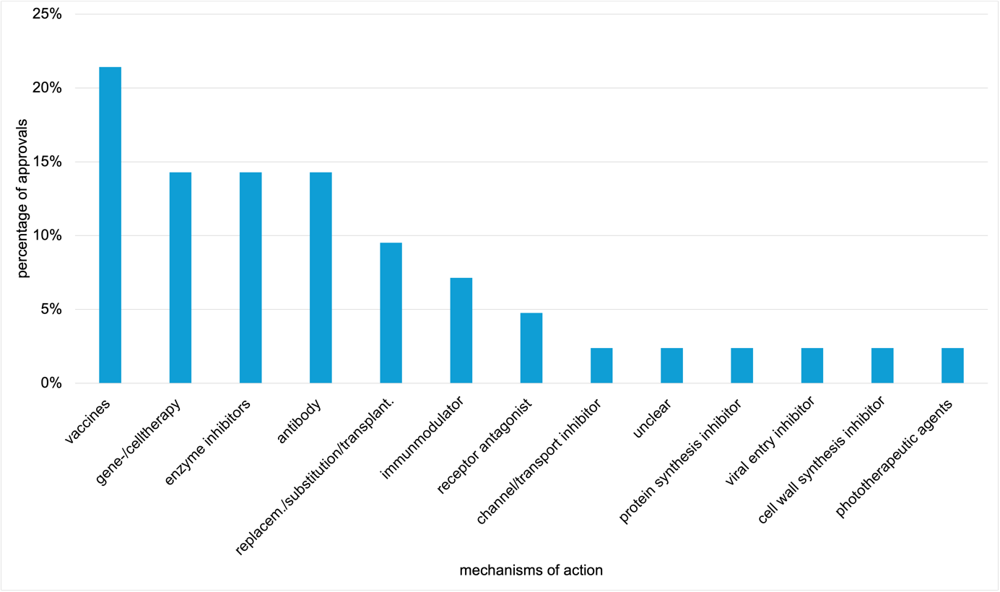 25%
20%
15%
10%
5%
0%
percentage of approvals
vaccines
gene-/celltherapy
enzyme inhibitors
antibody
replacem./substitution/transplant.
immunmodulator
receptor antagonist
channel/transport inhibitor
unclear
protein synthesis inhibitor
viral entry inhibitor
cell wall synthesis inhibitor
phototherapeutic agents
mechanisms of action